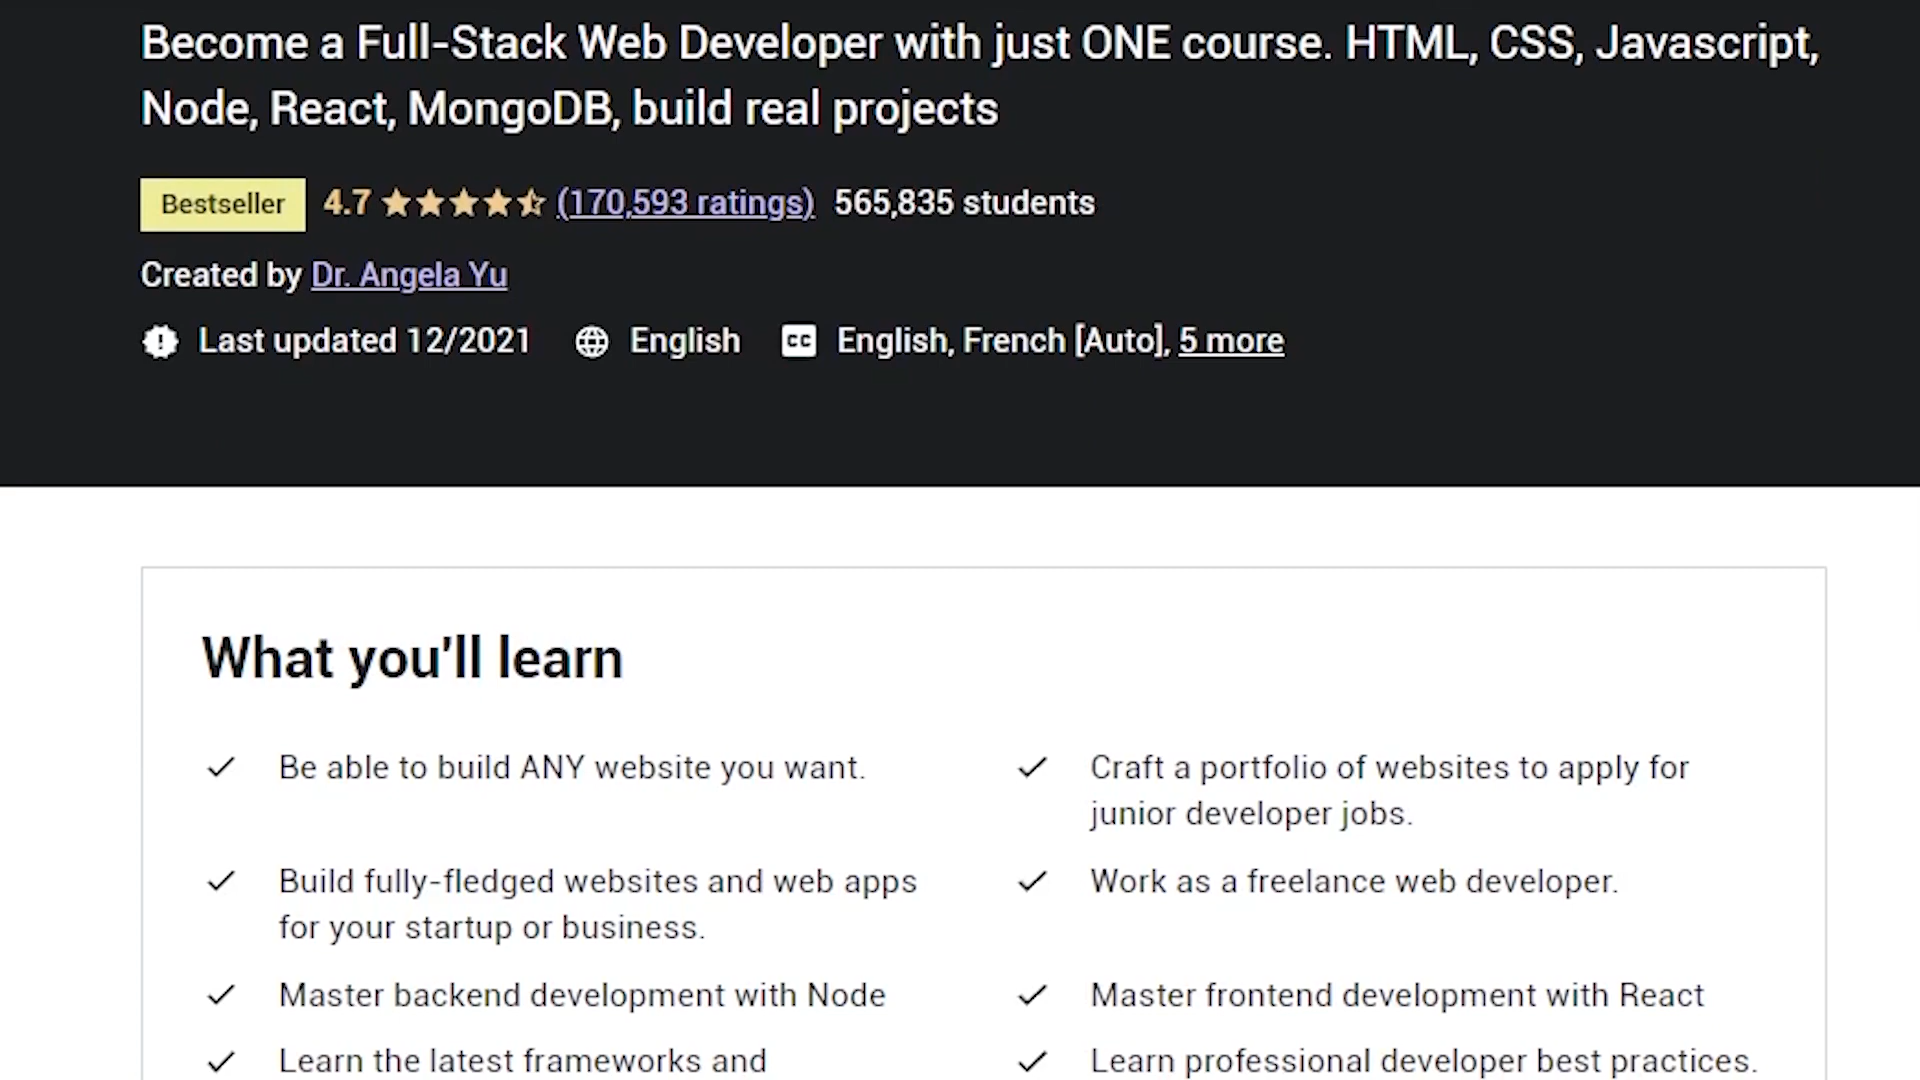 Become a Full-Stack Web Developer with just ONE course. HTML, CSS, Javascript,
Node, React, MongoDB, build real projects
Bestseller 4.7 (170,593 ratings) 565,835 students
Created by Dr. Angela Yu
Last updated 12/2021 English CC English, French [Auto], 5 more
What you'll learn
Be able to build ANY website you want.
Craft a portfolio of websites to apply for
junior developer jobs.
Build fully-fledged websites and web apps
for your startup or business.
Work as a freelance web developer.
Master backend development with Node
Master frontend development with React
Learn the latest frameworks and
Learn professional developer best practices.